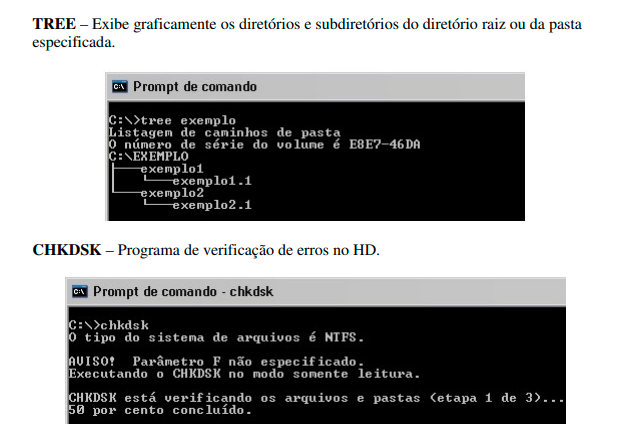 TREE – Exibe graficamente os diretórios e subdiretórios do diretório raiz ou da pasta
especificada.
Prompt de comando
C:\>tree exemplo
Listagem de caminhos de pasta
O número de série do volume é E8E7-46DA
C:\EXEMPLO
├───exemplo1
│   └───exemplo1.1
└───exemplo2
    └───exemplo2.1
CHKDSK – Programa de verificação de erros no HD.
Prompt de comando - chkdsk
C:\>chkdsk
O tipo do sistema de arquivos é NTFS.
AVISO!  Parâmetro F não especificado.
Executando o CHKDSK no modo somente leitura.
CHKDSK está verificando os arquivos e pastas (etapa 1 de 3)...
50 por cento concluído.